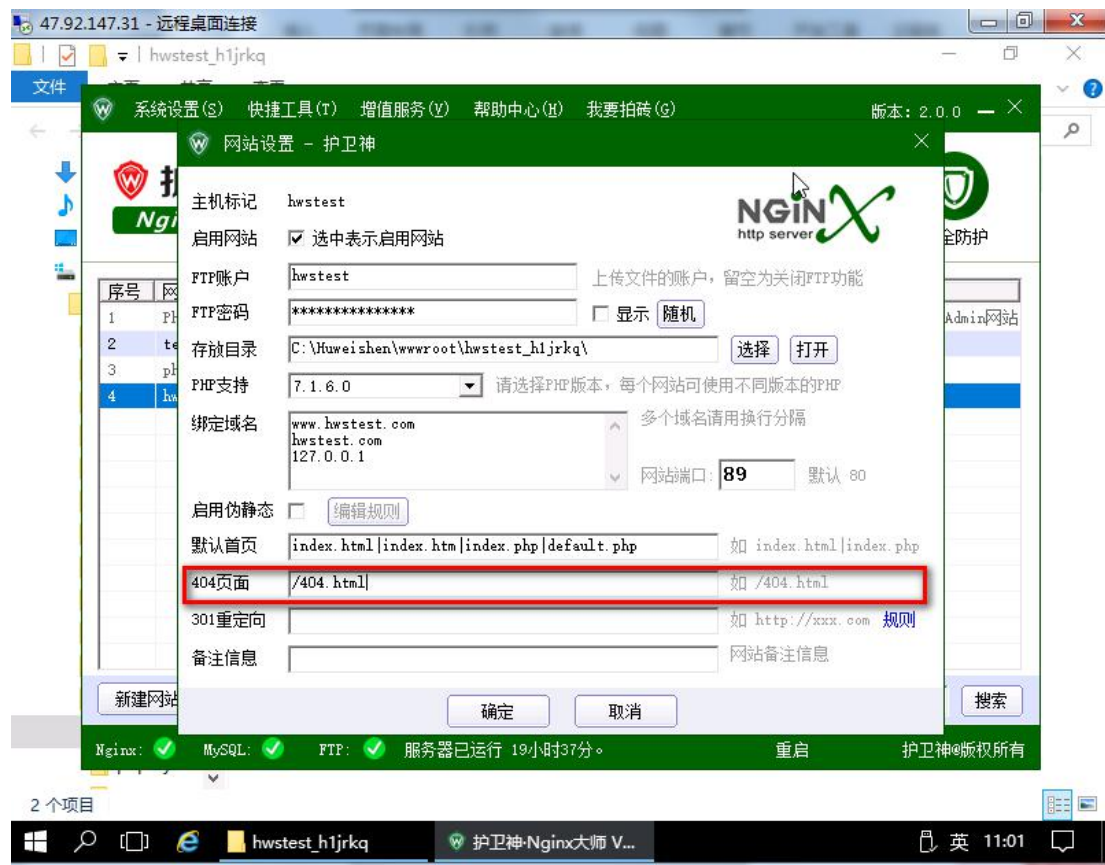 47.92.147.31 - 远程桌面连接
hwstest_h1jrkq
文件
系统设置(S) 快捷工具(T) 增值服务(V) 帮助中心(H) 我要拍砖(G) 版本: 2.0.0
网站设置 - 护卫神
主机标记 hwstest
NGINX
http server
启用网站 选中表示启用网站
全防护
FTP账户 hwstest 上传文件的账户，留空为关闭FTP功能
序号 网
FTP密码 *************** 显示 随机
1 Admin网站
存放目录 C:\Huweishen\wwwroot\hwstest_h1jrkq\ 选择 打开
2 te
PHP支持 7.1.6.0 请选择PHP版本，每个网站可使用不同版本的PHP
3 ph
4 hw
绑定域名 www.hwstest.com 多个域名请用换行分隔
hwstest.com
127.0.0.1
网站端口: 89 默认 80
启用伪静态 编辑规则
默认首页 index.html|index.htm|index.php|default.php 如 index.html|index.php
404页面 /404.html 如 /404.html
301重定向 如 http://xxx.com 规则
备注信息 网站备注信息
新建网站 确定 取消 搜索
Nginx: MySQL: FTP: 服务器已运行 19小时37分。 重启 护卫神@版权所有
2 个项目
hwstest_h1jrkq 护卫神·Nginx大师 V... 英 11:01